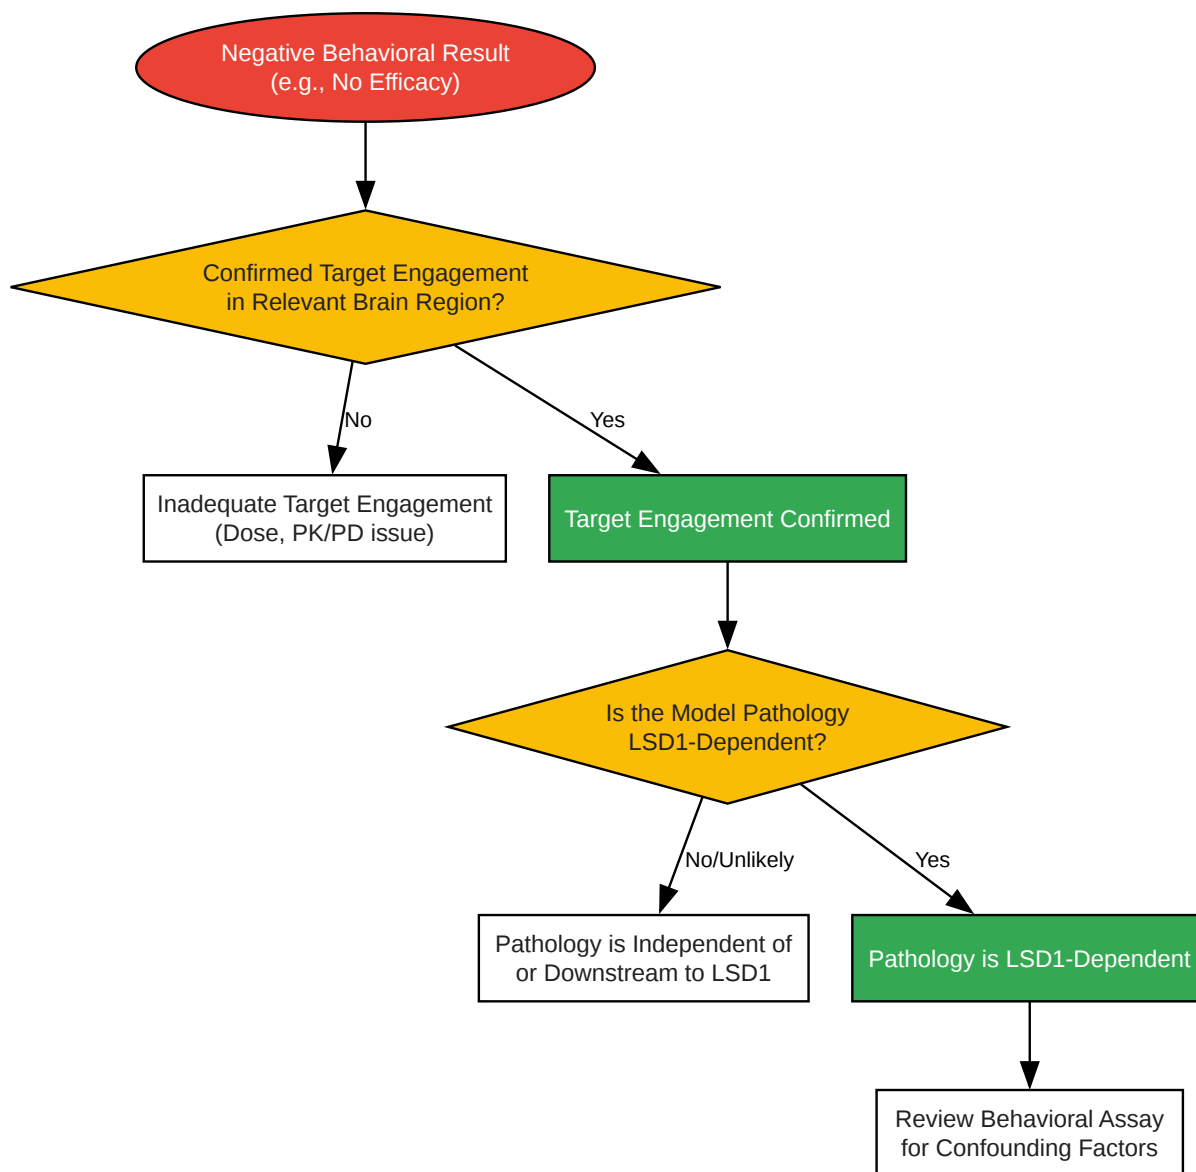 Negative Behavioral Result
(e.g., No Efficacy)
Confirmed Target Engagement
in Relevant Brain Region?
No
Yes
Inadequate Target Engagement
(Dose, PK/PD issue)
Target Engagement Confirmed
Is the Model Pathology
LSD1-Dependent?
No/Unlikely
Yes
Pathology is Independent of
or Downstream to LSD1
Pathology is LSD1-Dependent
Review Behavioral Assay
for Confounding Factors